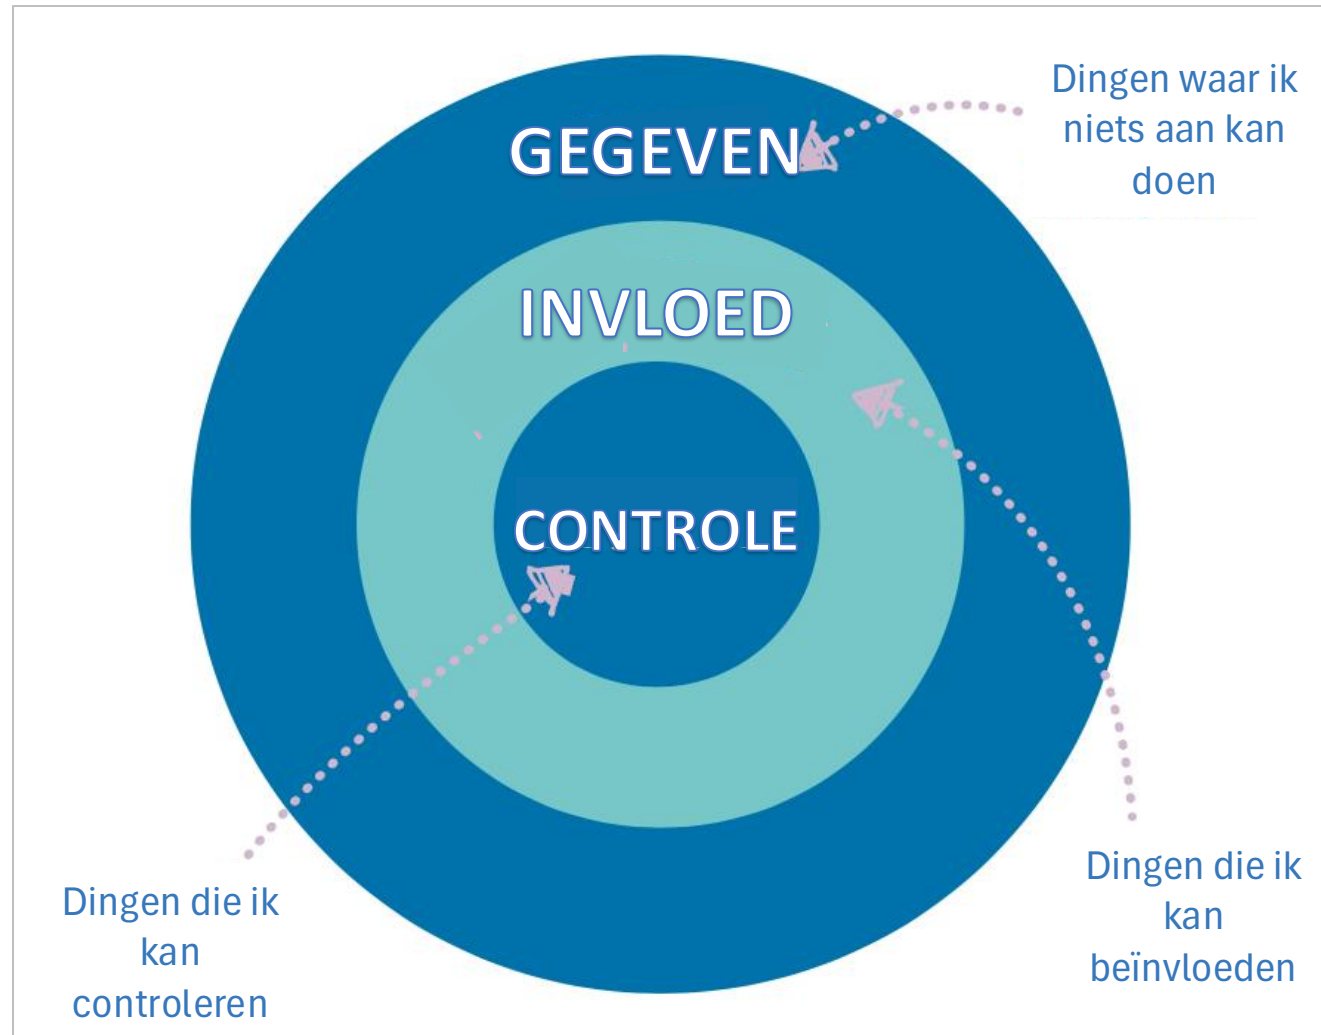 Dingen waar ik
niets aan kan
doen
GEGEVEN
INVLOED
CONTROLE
Dingen die ik
kan
controleren
Dingen die ik
kan
beïnvloeden